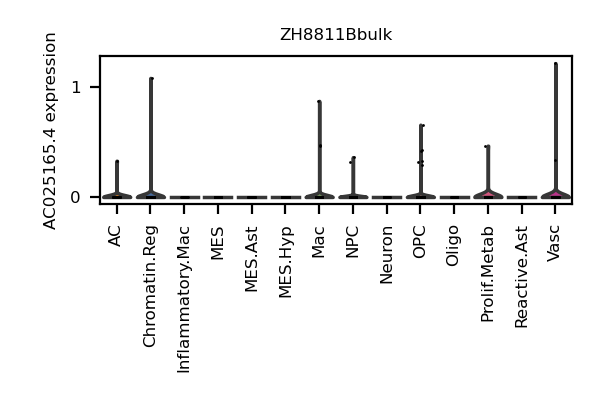 ZH8811Bbulk
AC025165.4 expression
1
0
AC
Chromatin.Reg
Inflammatory.Mac
MES
MES.Ast
MES.Hyp
Mac
NPC
Neuron
OPC
Oligo
Prolif.Metab
Reactive.Ast
Vasc